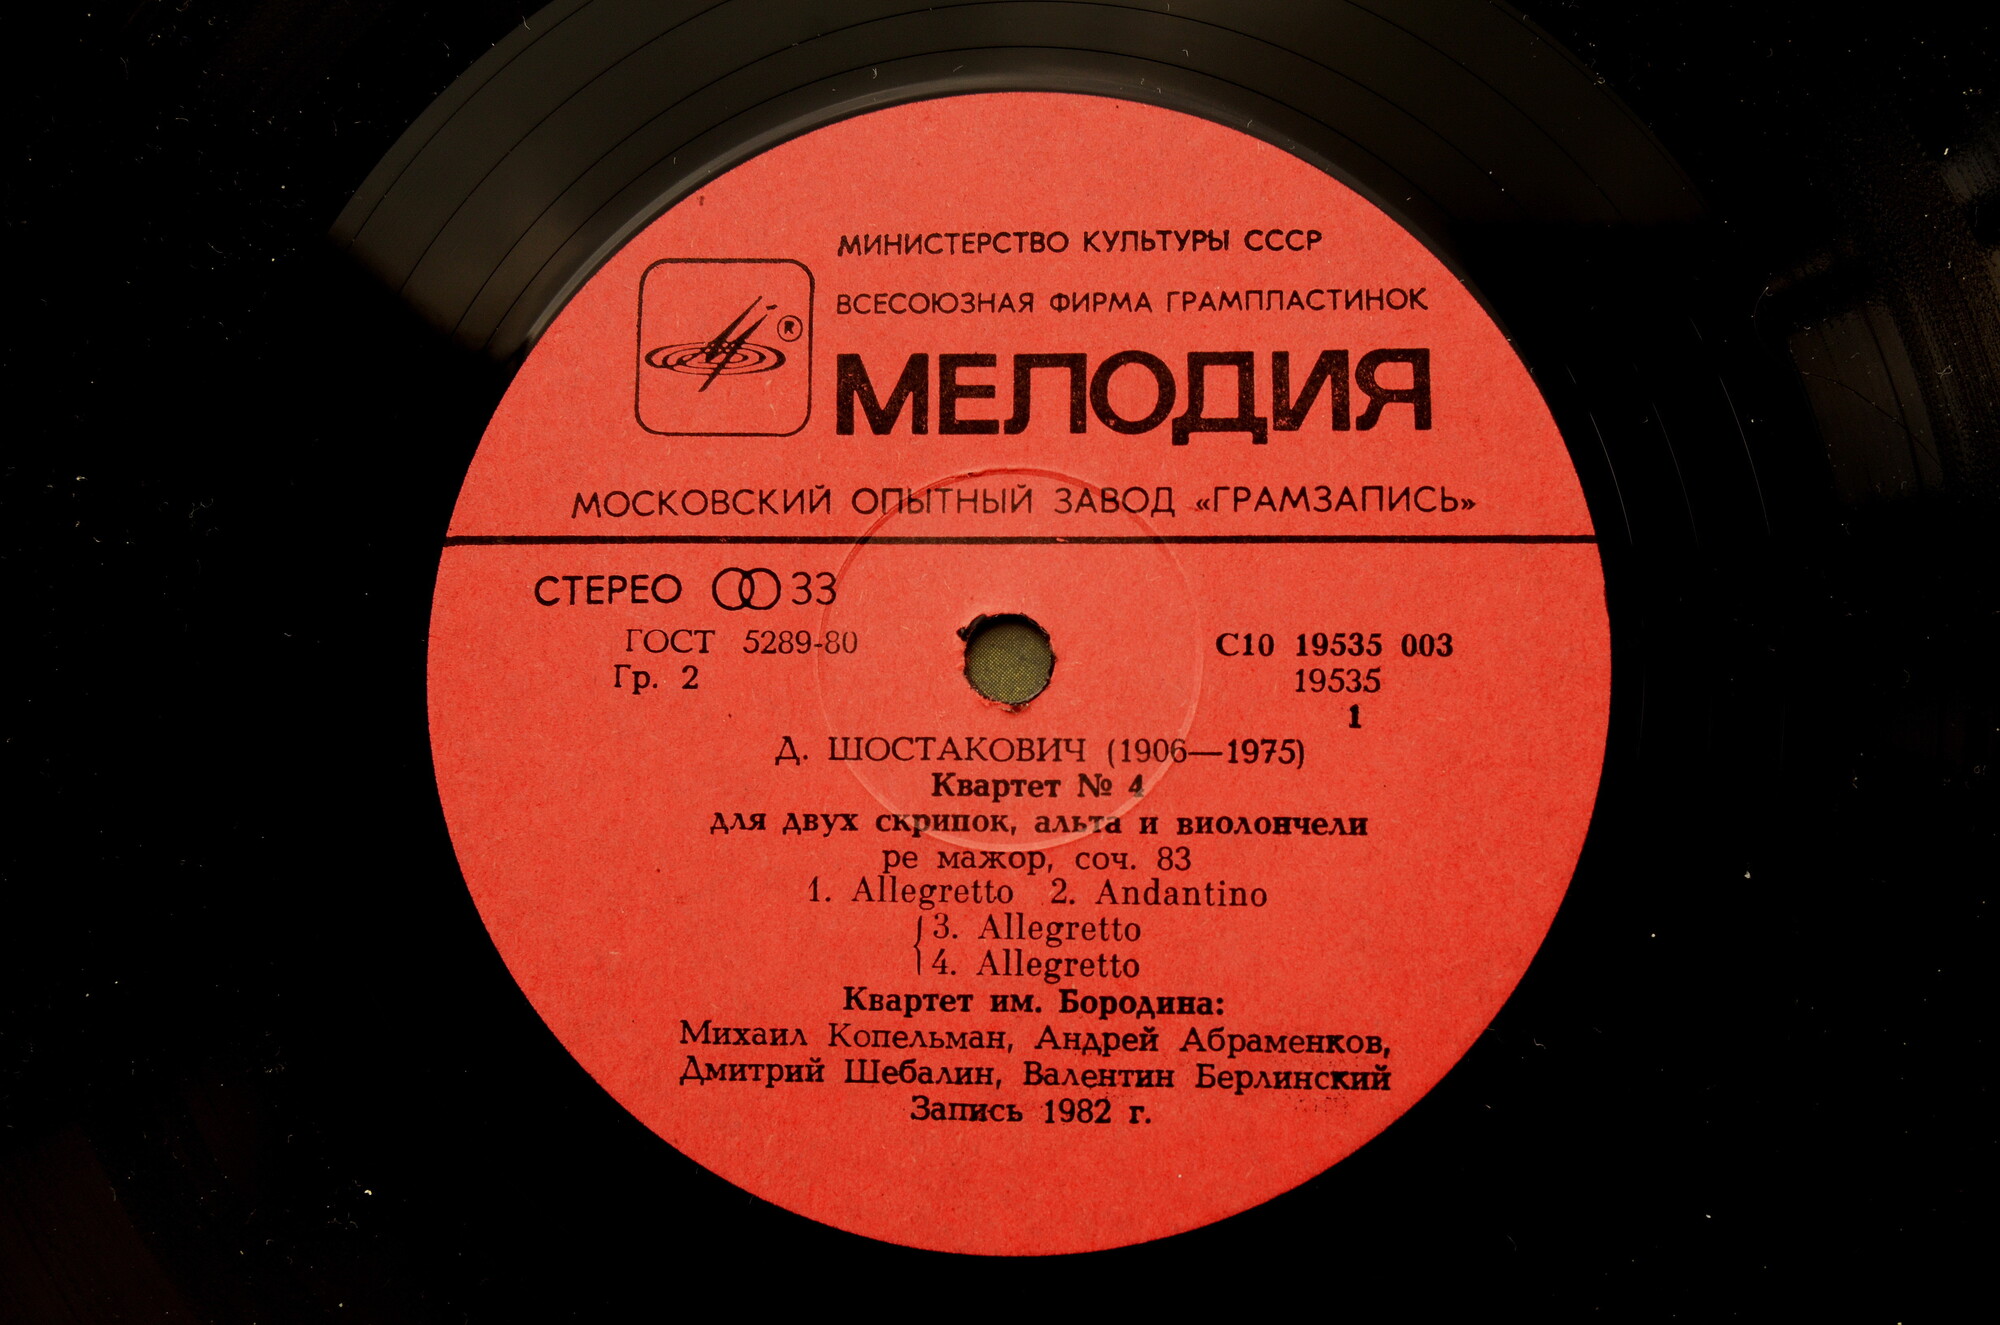 МИНИСТЕРСТВО КУЛЬТУРЫ СССР
ВСЕСОЮЗНАЯ ФИРМА ГРАМПЛАСТИНОК
®
МЕЛОДИЯ
МОСКОВСКИЙ ОПЫТНЫЙ ЗАВОД «ГРАМЗАПИСЬ»
СТЕРЕО 33
ГОСТ 5289-80 С10 19535 003
Гр. 2 19535
1
Д. ШОСТАКОВИЧ (1906—1975)
Квартет № 4
для двух скрипок, альта и виолончели
ре мажор, соч. 83
1. Allegretto 2. Andantino
3. Allegretto
4. Allegretto
Квартет им. Бородина:
Михаил Копельман, Андрей Абраменков,
Дмитрий Шебалин, Валентин Берлинский
Запись 1982 г.